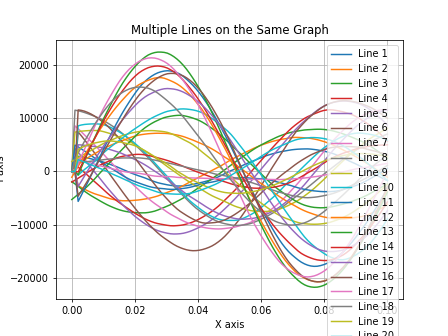 Multiple Lines on the Same Graph
20000
10000
0
−10000
−20000
0.00
0.02
0.04
0.06
X axis
Line 1
Line 2
Line 3
Line 4
Line 5
Line 6
Line 7
Line 8
Line 9
Line 10
Line 11
Line 12
Line 13
Line 14
Line 15
Line 16
Line 17
Line 18
Line 19
Line 20